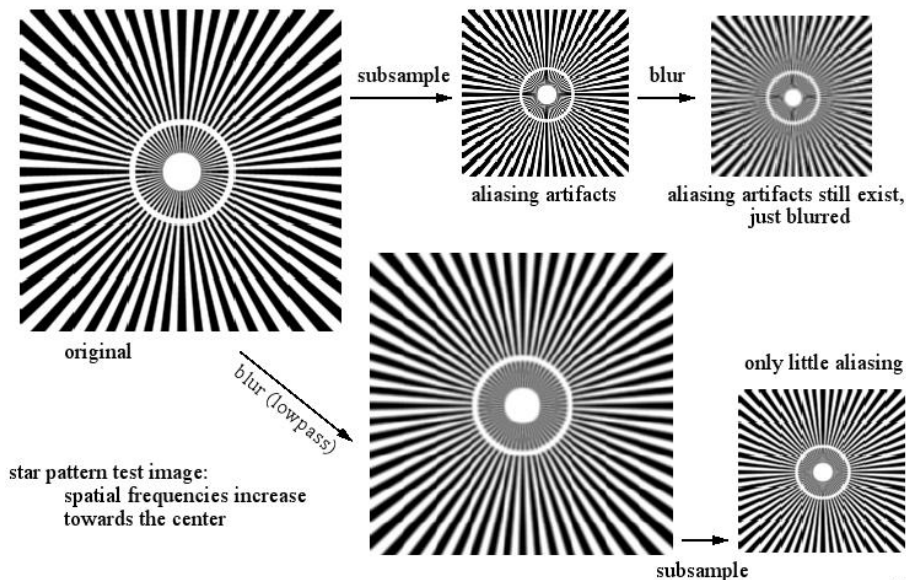 subsample
blur
aliasing artifacts
aliasing artifacts still exist,
just blurred
original
blur (lowpass)
only little aliasing
star pattern test image:
spatial frequencies increase
towards the center
subsample